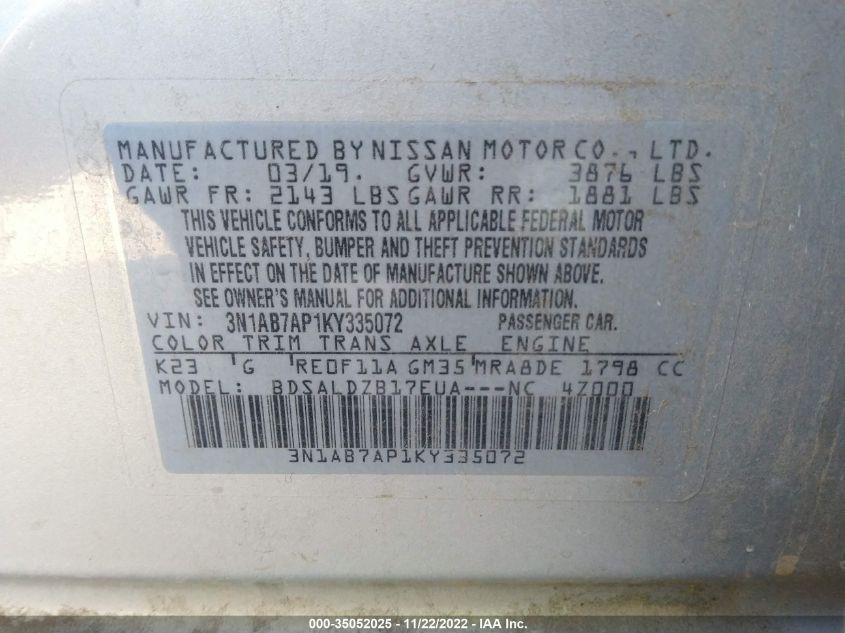 MANUFACTURED BY NISSAN MOTOR CO., LTD.
DATE: 03/19. GVWR: 3876 LBS
GAWR FR: 2143 LBS GAWR RR: 1881 LBS
THIS VEHICLE CONFORMS TO ALL APPLICABLE FEDERAL MOTOR
VEHICLE SAFETY, BUMPER AND THEFT PREVENTION STANDARDS
IN EFFECT ON THE DATE OF MANUFACTURE SHOWN ABOVE.
SEE OWNER'S MANUAL FOR ADDITIONAL INFORMATION.
VIN: 3N1AB7AP1KY335072 PASSENGER CAR.
COLOR TRIM TRANS AXLE ENGINE
K23 'G RE0F11A GM35 'MRA8DE 1798 CC
MODEL: BDSALDZB17EUA---NC 4Z000
3N1AB7AP1KY335072
000-35052025 - 11/22/2022 - IAA Inc.